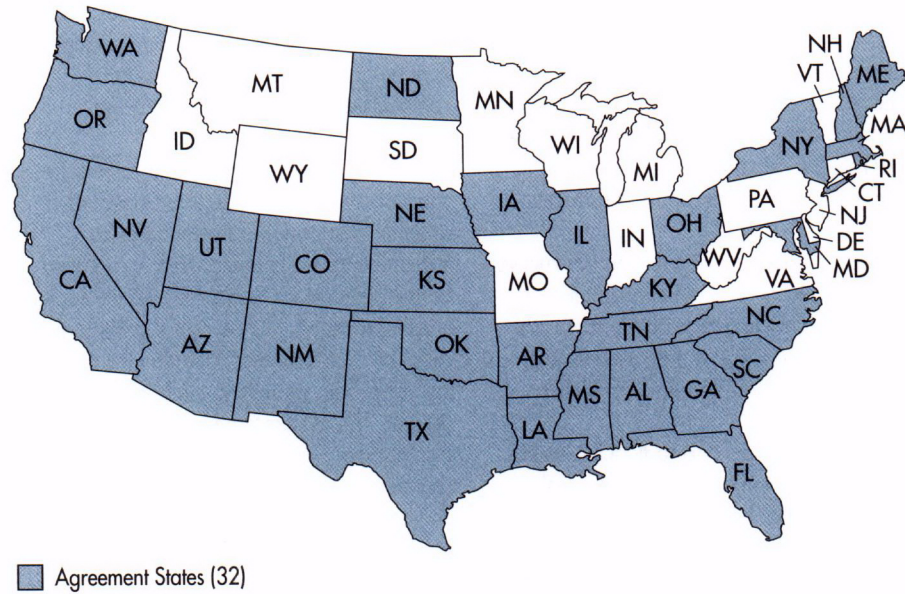 WA
MT
ND
MN
NH
VT
ME
OR
ID
SD
WI
MI
NY
MA
WY
RI
CT
NV
UT
NE
IA
PA
NJ
CO
IL
IN
OH
WV
DE
MD
CA
KS
MO
KY
VA
AZ
NM
OK
AR
TN
NC
SC
TX
MS
AL
GA
LA
FL
Agreement States (32)